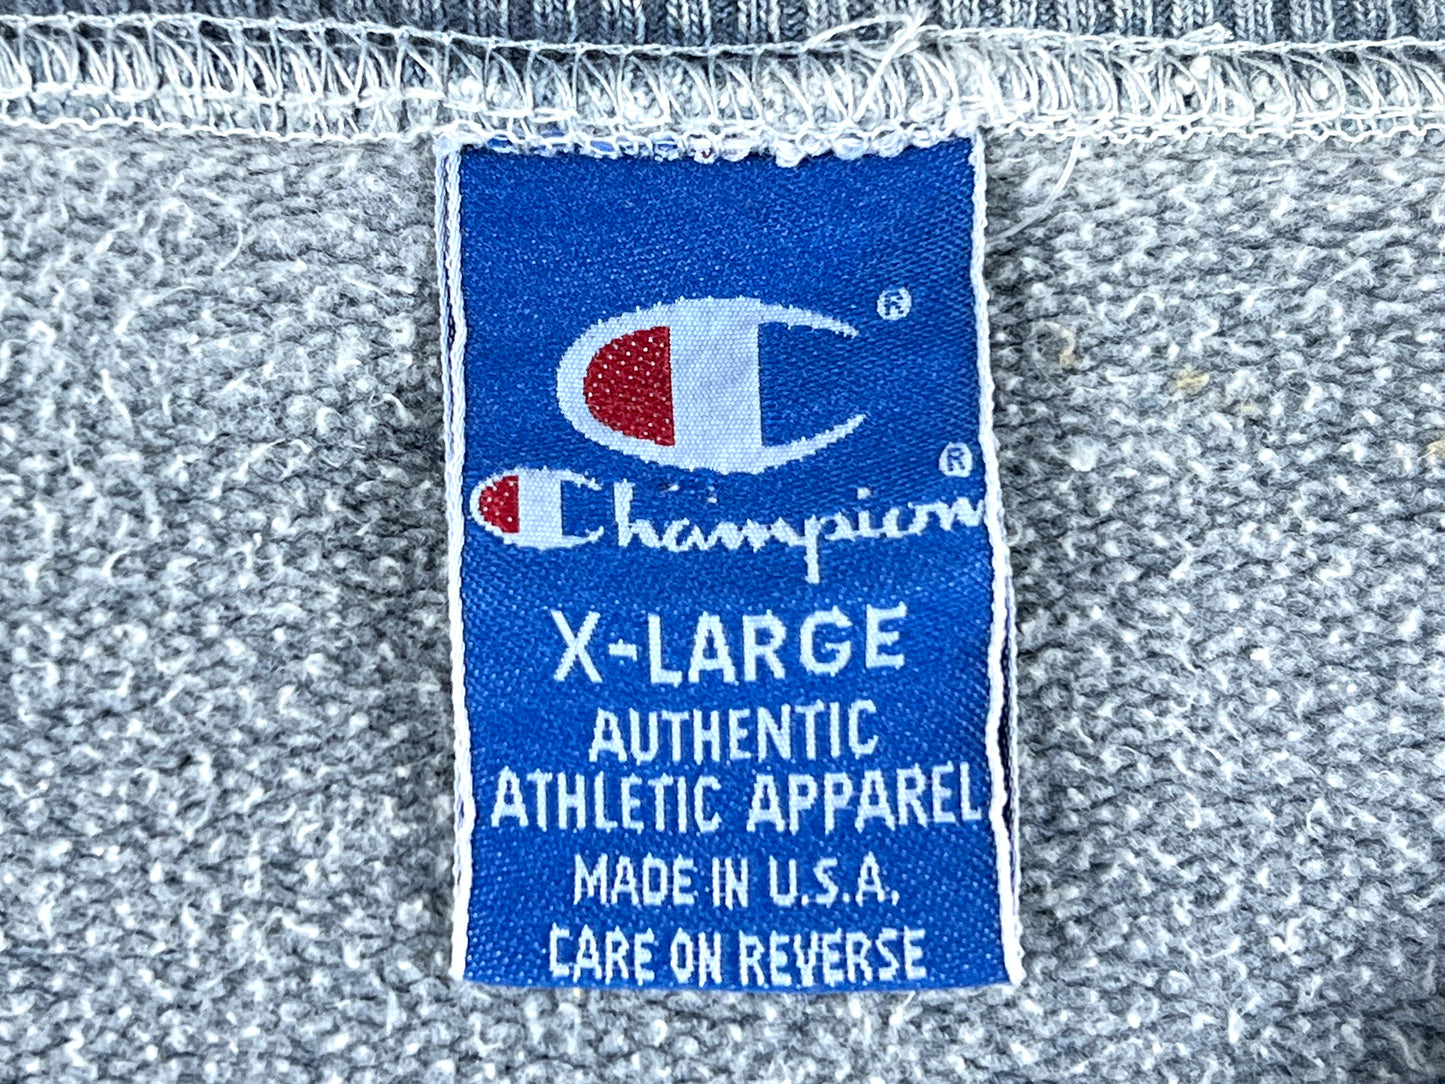 C ®
Champion ®
X-LARGE
AUTHENTIC
ATHLETIC APPAREL
MADE IN U.S.A.
CARE ON REVERSE